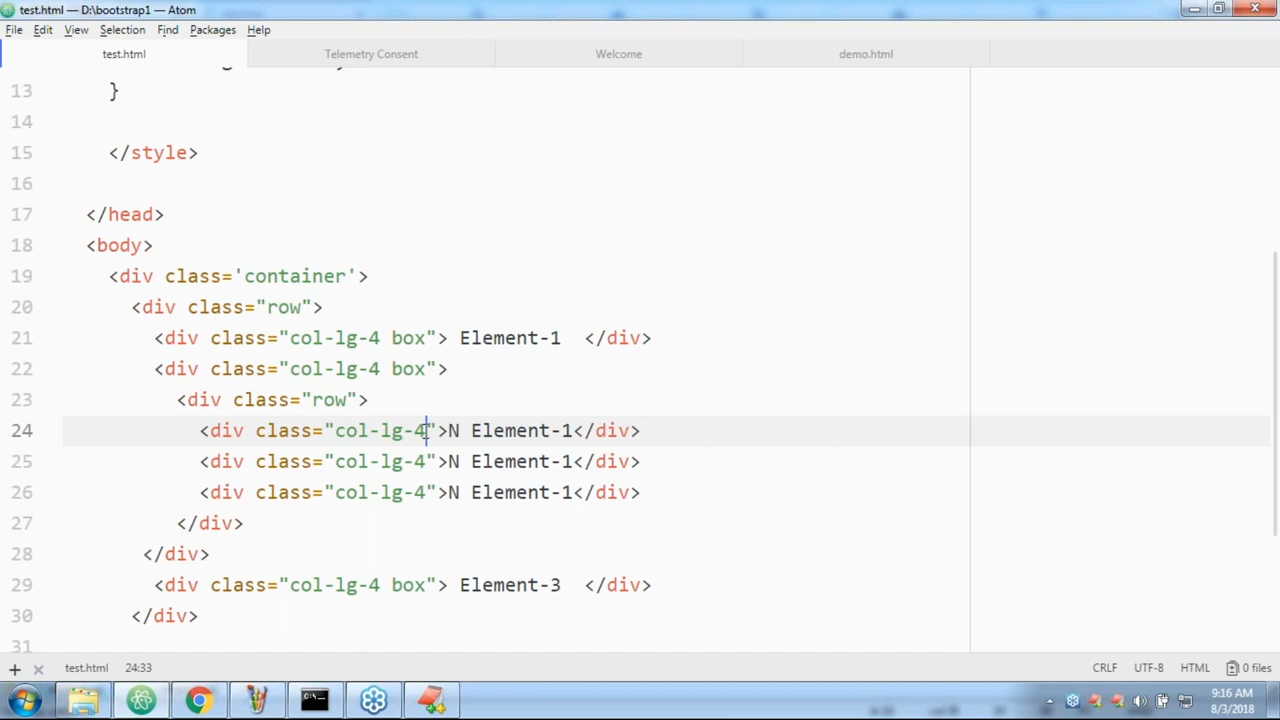 test.html — D:\bootstrap1 — Atom
File Edit View Selection Find Packages Help
test.html Telemetry Consent Welcome demo.html
13 }
14
15 </style>
16
17 </head>
18 <body>
19 <div class='container'>
20 <div class="row">
21 <div class="col-lg-4 box"> Element-1 </div>
22 <div class="col-lg-4 box">
23 <div class="row">
24 <div class="col-lg-4">N Element-1</div>
25 <div class="col-lg-4">N Element-1</div>
26 <div class="col-lg-4">N Element-1</div>
27 </div>
28 </div>
29 <div class="col-lg-4 box"> Element-3 </div>
30 </div>
31
test.html 24:33 CRLF UTF-8 HTML 0 files
9:16 AM
8/3/2018